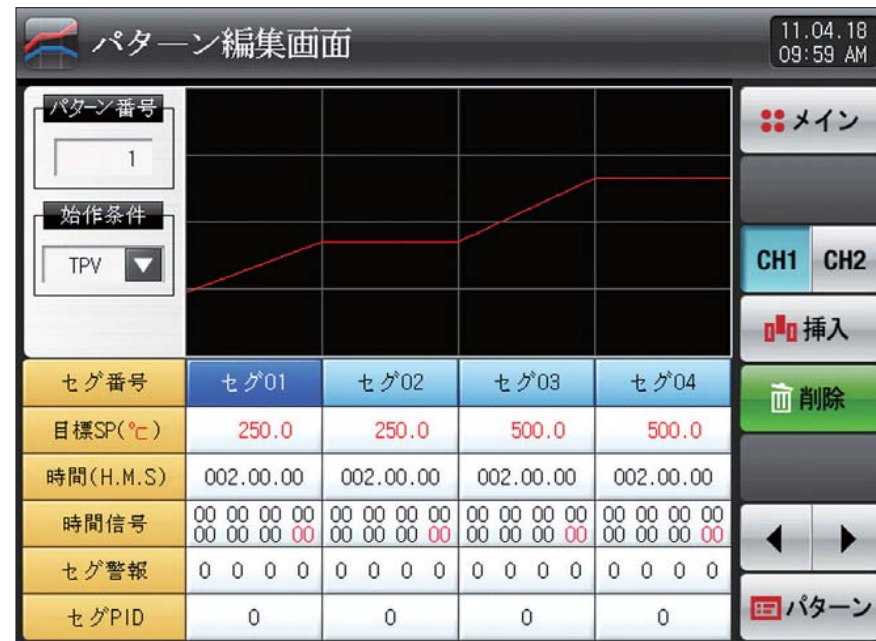 パターン編集画面
11.04.18
09:59 AM
パターン番号
1
始作条件
TPV
メイン
CH1 CH2
挿入
削除
パターン
セグ番号 セグ01 セグ02 セグ03 セグ04
目標SP(℃) 250.0 250.0 500.0 500.0
時間(H.M.S) 002.00.00 002.00.00 002.00.00 002.00.00
時間信号 00 00 00 00 00 00 00 00 00 00 00 00 00 00 00 00
00 00 00 00 00 00 00 00 00 00 00 00 00 00 00 00
セグ警報 0 0 0 0 0 0 0 0 0 0 0 0 0 0 0 0
セグPID 0 0 0 0